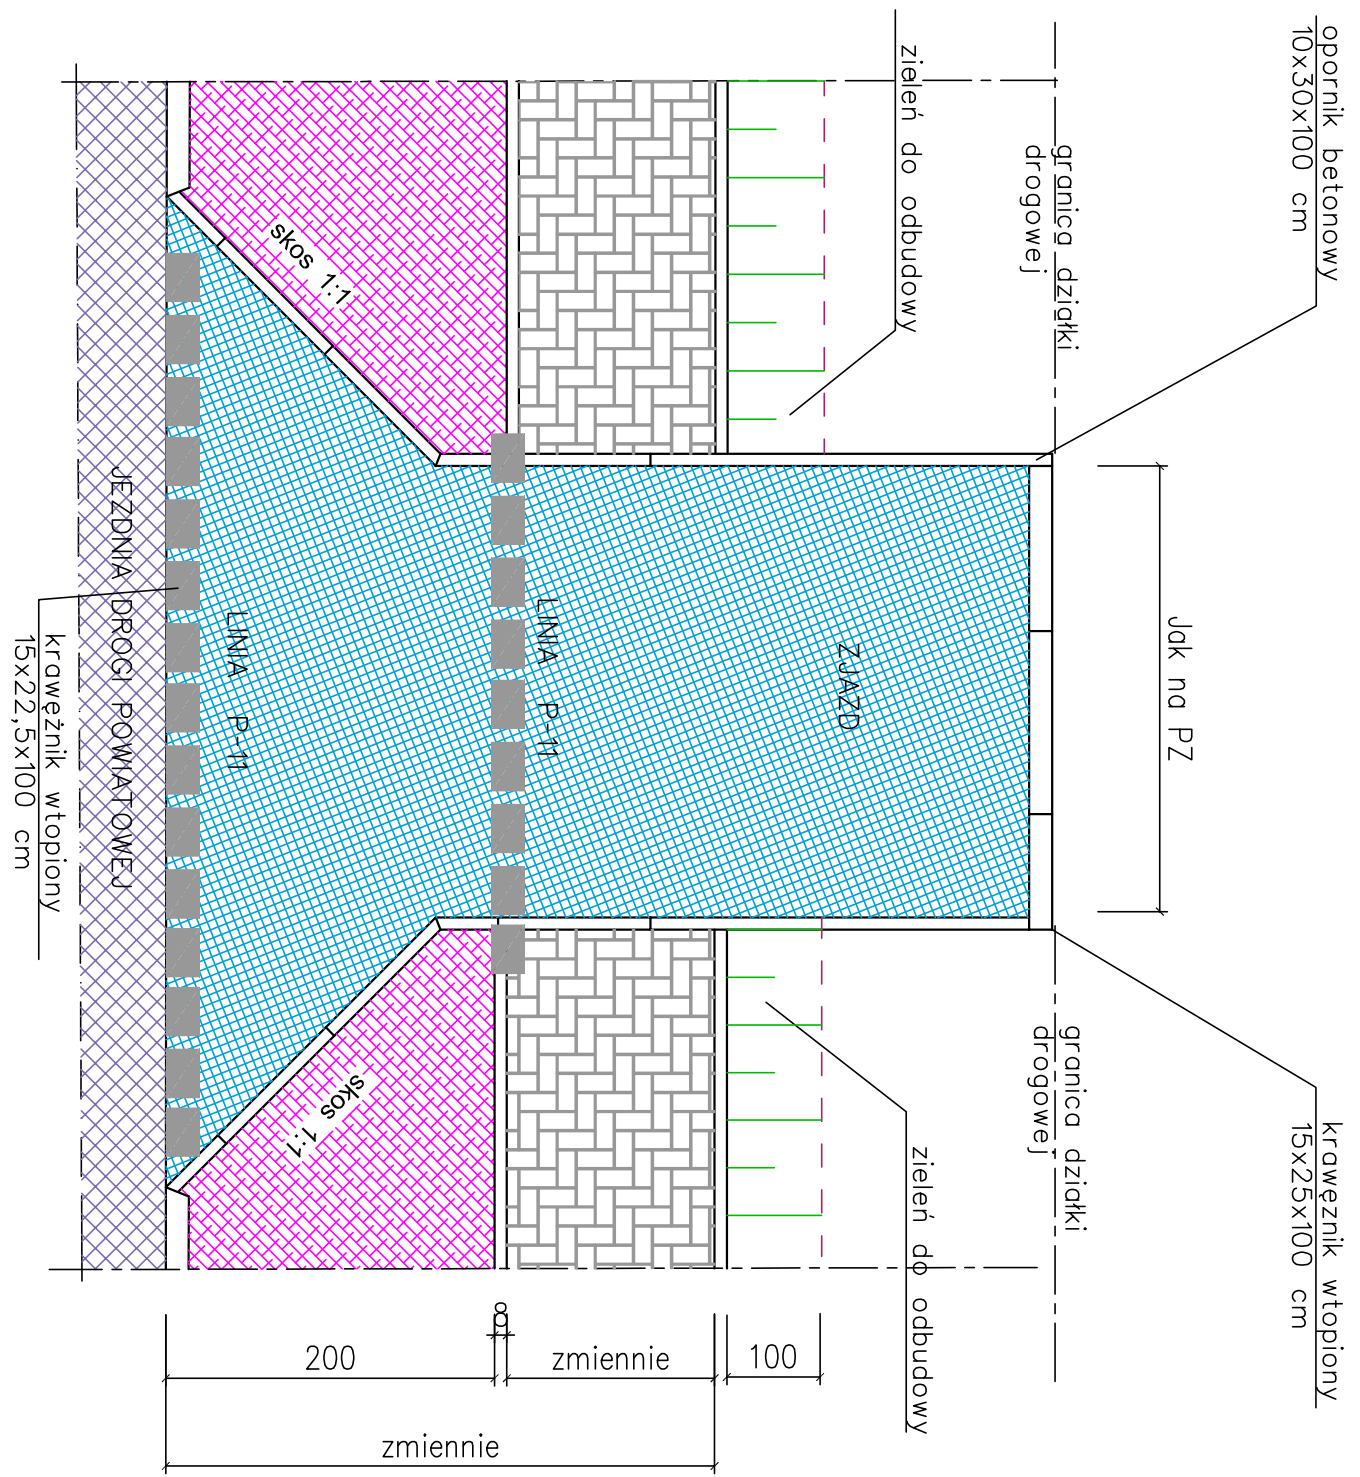 opornik betonowy
10x30x100 cm
zieleń do odbudowy
granica działki
drogowej
skos 1:1
JEZDNIA DROGI POWIATOWEJ
LINIA P-11
LINIA P-11
ZJAZD
Jak na PZ
krawężnik wtopiony
15x22,5x100 cm
skos 1:1
granica działki
drogowej
zieleń do odbudowy
krawęznik wtopiony
15x25x100 cm
200
8
zmiennie
100
zmiennie